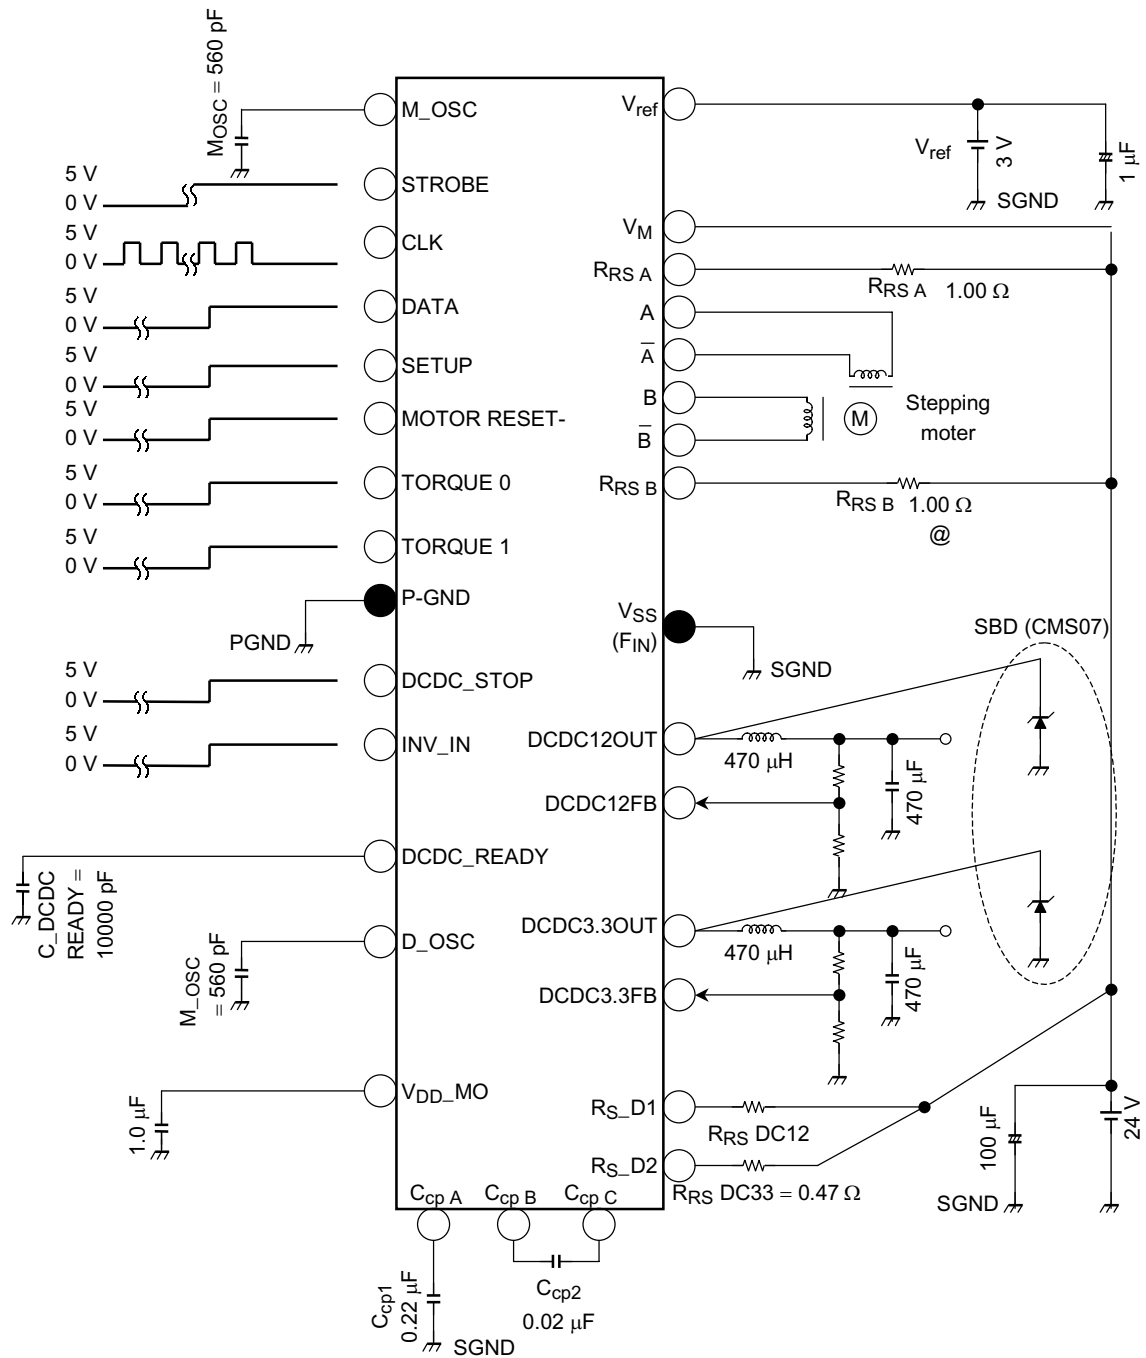 MOSC = 560 pF
M_OSC
5 V
0 V
STROBE
5 V
0 V
CLK
5 V
0 V
DATA
5 V
0 V
SETUP
5 V
0 V
MOTOR RESET-
5 V
0 V
TORQUE 0
5 V
0 V
TORQUE 1
P-GND
PGND
5 V
0 V
DCDC_STOP
5 V
0 V
INV_IN
DCDC_READY
C_DCDC
READY =
10000 pF
D_OSC
M_OSC
= 560 pF
VDD_MO
1.0 μF
Ccp A
Ccp B
Ccp C
Ccp1
0.22 μF
SGND
Ccp2
0.02 μF
Vref
Vref
3 V
1 μF
SGND
VM
RRS A
RRS A 1.00 Ω
A
A̅
B
B̅
M
Stepping
moter
RRS B
RRS B 1.00 Ω
@
VSS
(FIN)
SGND
SBD (CMS07)
DCDC12OUT
470 μH
470 μF
DCDC12FB
DCDC3.3OUT
470 μH
470 μF
DCDC3.3FB
RS_D1
RRS DC12
RS_D2
RRS DC33 = 0.47 Ω
100 μF
24 V
SGND